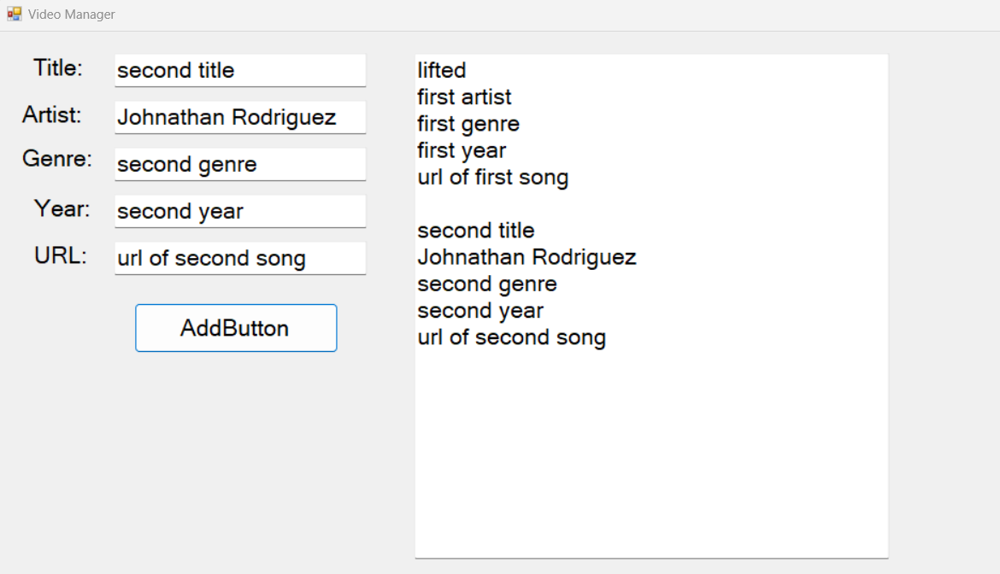 Video Manager
Title: second title
Artist: Johnathan Rodriguez
Genre: second genre
Year: second year
URL: url of second song
AddButton
lifted
first artist
first genre
first year
url of first song
second title
Johnathan Rodriguez
second genre
second year
url of second song